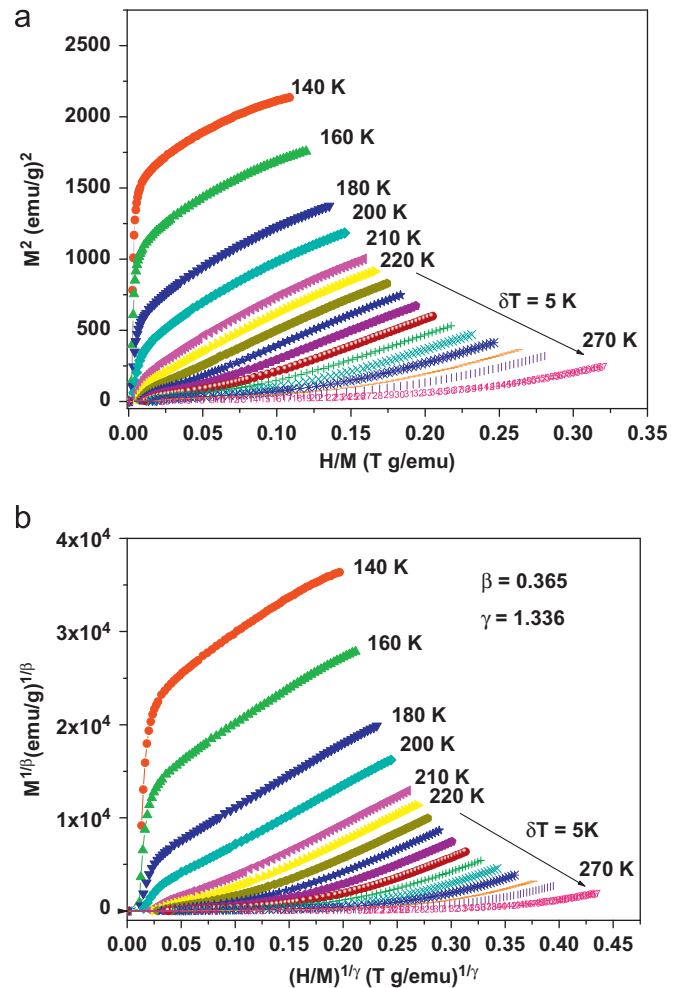 a
2500
2000
1500
1000
500
0
M² (emu/g)²
140 K
160 K
180 K
200 K
210 K
220 K
δT = 5 K
270 K
0.00 0.05 0.10 0.15 0.20 0.25 0.30 0.35
H/M (T g/emu)
b
4x10⁴
3x10⁴
2x10⁴
1x10⁴
0
M^1/β(emu/g)^1/β
140 K
β = 0.365
γ = 1.336
160 K
180 K
200 K
210 K
220 K
δT = 5K
270 K
0.00 0.05 0.10 0.15 0.20 0.25 0.30 0.35 0.40 0.45
(H/M)^1/γ (T g/emu)^1/γ